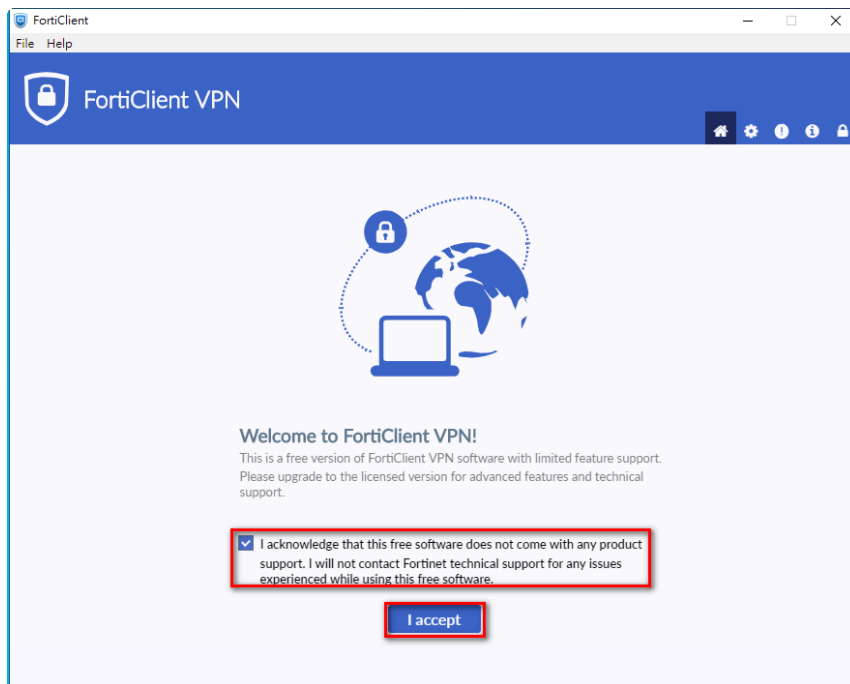 FortiClient
File Help
FortiClient VPN
Welcome to FortiClient VPN!
This is a free version of FortiClient VPN software with limited feature support.
Please upgrade to the licensed version for advanced features and technical
support.
I acknowledge that this free software does not come with any product
support. I will not contact Fortinet technical support for any issues
experienced while using this free software.
I accept